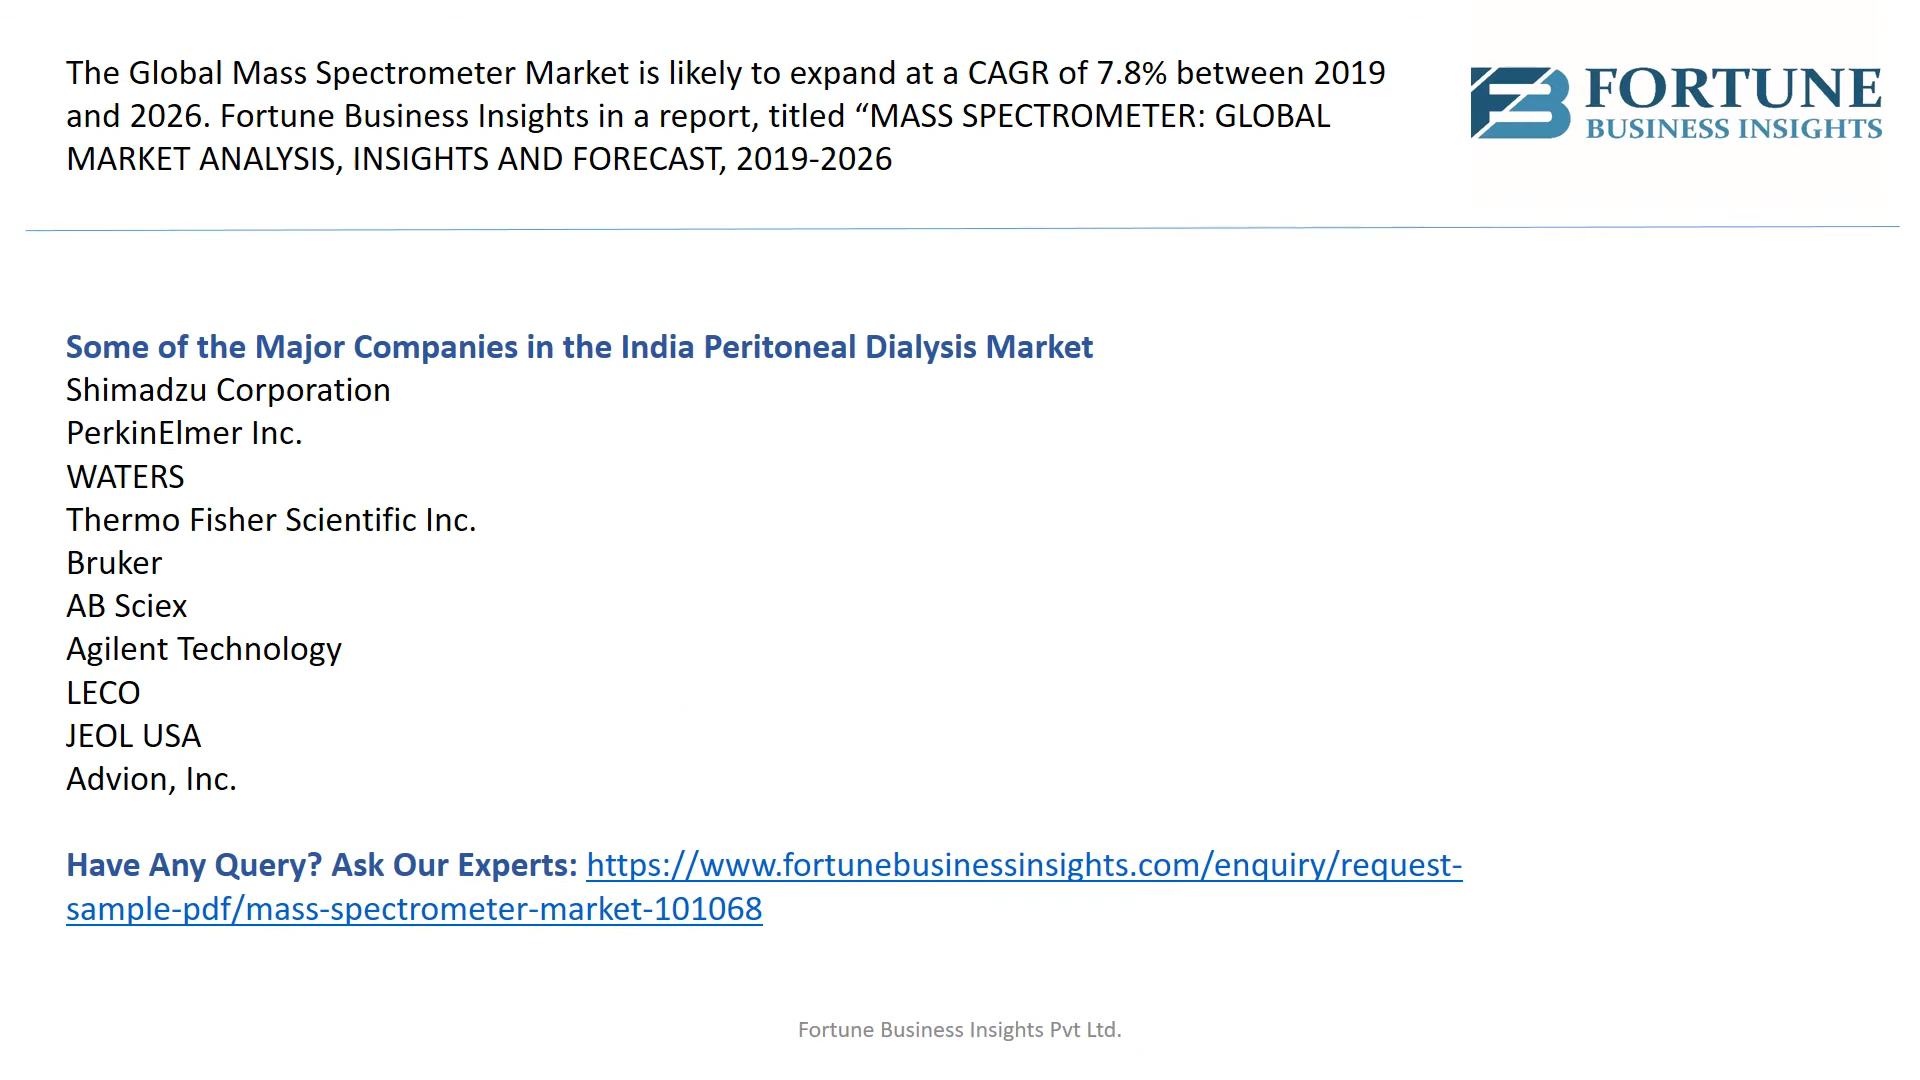 The Global Mass Spectrometer Market is likely to expand at a CAGR of 7.8% between 2019
and 2026. Fortune Business Insights in a report, titled “MASS SPECTROMETER: GLOBAL
MARKET ANALYSIS, INSIGHTS AND FORECAST, 2019-2026
FORTUNE
BUSINESS INSIGHTS
Some of the Major Companies in the India Peritoneal Dialysis Market
Shimadzu Corporation
PerkinElmer Inc.
WATERS
Thermo Fisher Scientific Inc.
Bruker
AB Sciex
Agilent Technology
LECO
JEOL USA
Advion, Inc.
Have Any Query? Ask Our Experts: https://www.fortunebusinessinsights.com/enquiry/request-
sample-pdf/mass-spectrometer-market-101068
Fortune Business Insights Pvt Ltd.